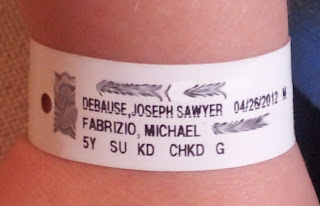 DEBAUSE,JOSEPH SAWYER 04/26/2012 M
FABRIZIO, MICHAEL
5Y SU KD CHKD G